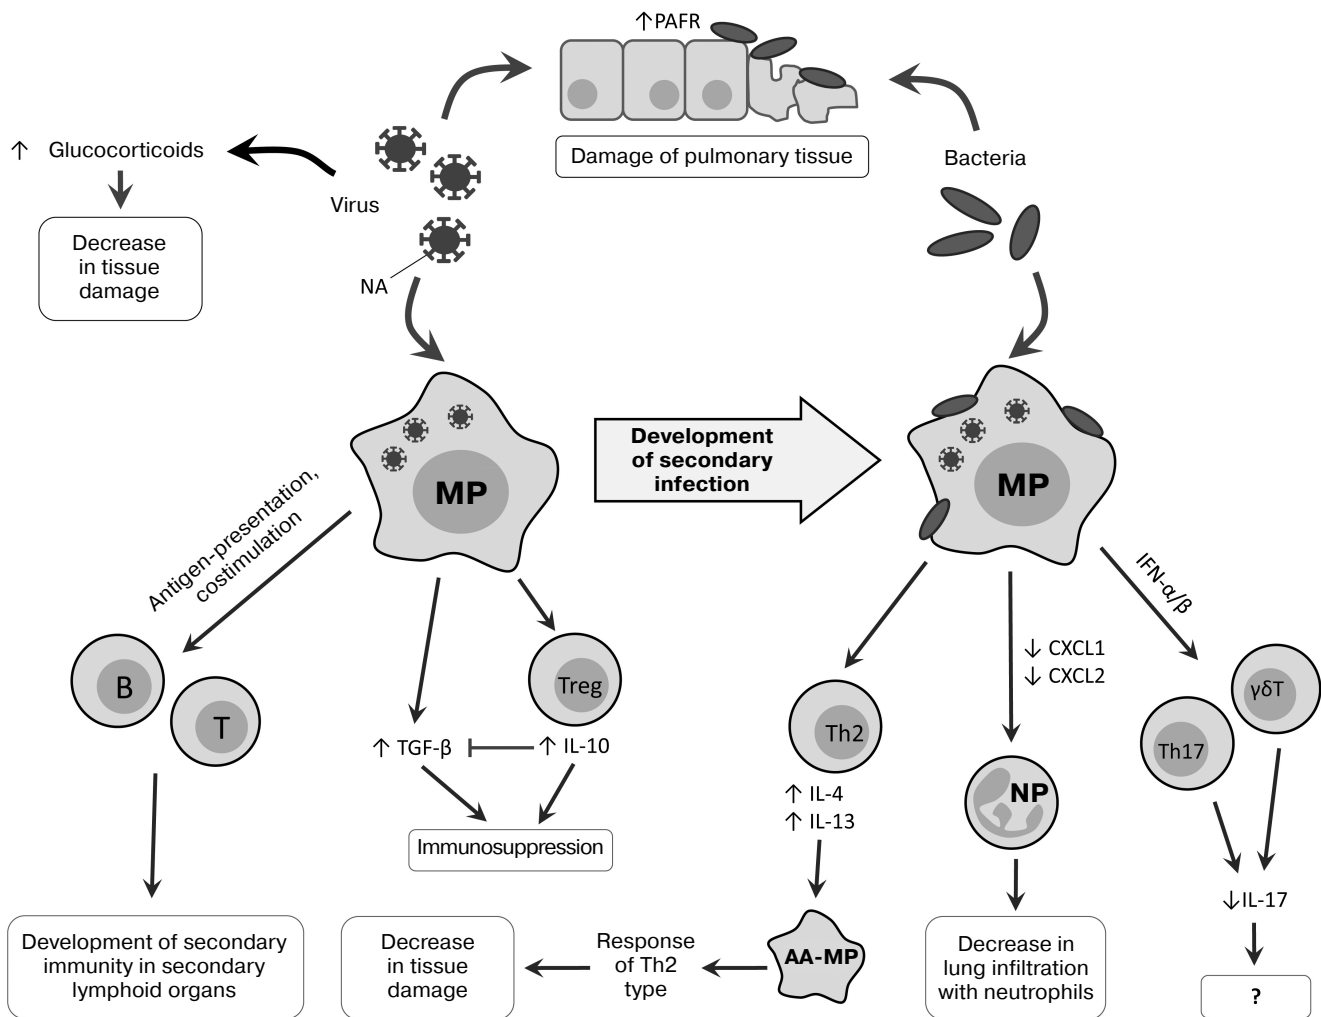 ↑PAFR
Damage of pulmonary tissue
↑ Glucocorticoids
Decrease
in tissue
damage
Virus
NA
Bacteria
MP
Development
of secondary
infection
MP
Antigen-presentation,
costimulation
B
T
Treg
↑ TGF-β
↑ IL-10
Immunosuppression
Development of secondary
immunity in secondary
lymphoid organs
IFN-α/β
↓ CXCL1
↓ CXCL2
Th2
↑ IL-4
↑ IL-13
NP
γδT
Th17
↓IL-17
AA-MP
Response
of Th2
type
Decrease
in tissue
damage
Decrease in
lung infiltration
with neutrophils
?